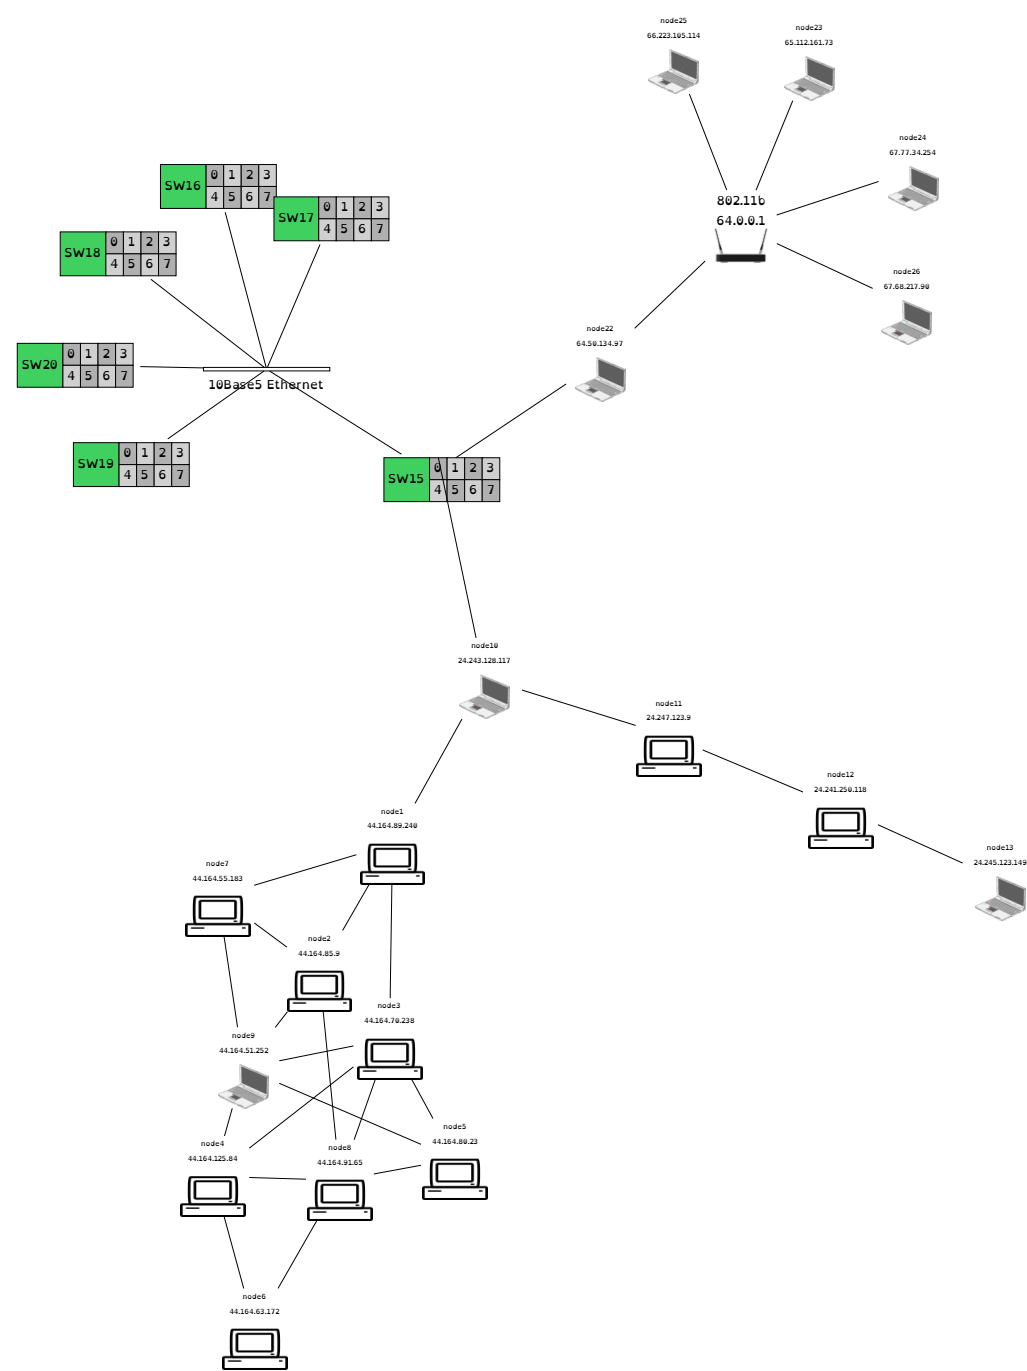 node25
66.223.105.114
node23
65.112.161.73
node24
67.77.34.254
802.11b
64.0.0.1
SW16
0 1 2 3
4 5 6 7
SW17
0 1 2 3
4 5 6 7
SW18
0 1 2 3
4 5 6 7
node26
67.68.217.90
node22
64.50.134.97
SW20
0 1 2 3
4 5 6 7
10Base5 Ethernet
SW19
0 1 2 3
4 5 6 7
SW15
0 1 2 3
4 5 6 7
node10
24.243.128.117
node11
24.247.123.9
node12
24.241.250.118
node13
24.245.123.149
node1
44.164.89.240
node7
44.164.55.183
node2
44.164.85.9
node3
44.164.70.238
node9
44.164.51.252
node5
44.164.80.23
node4
44.164.125.84
node8
44.164.91.65
node6
44.164.63.172